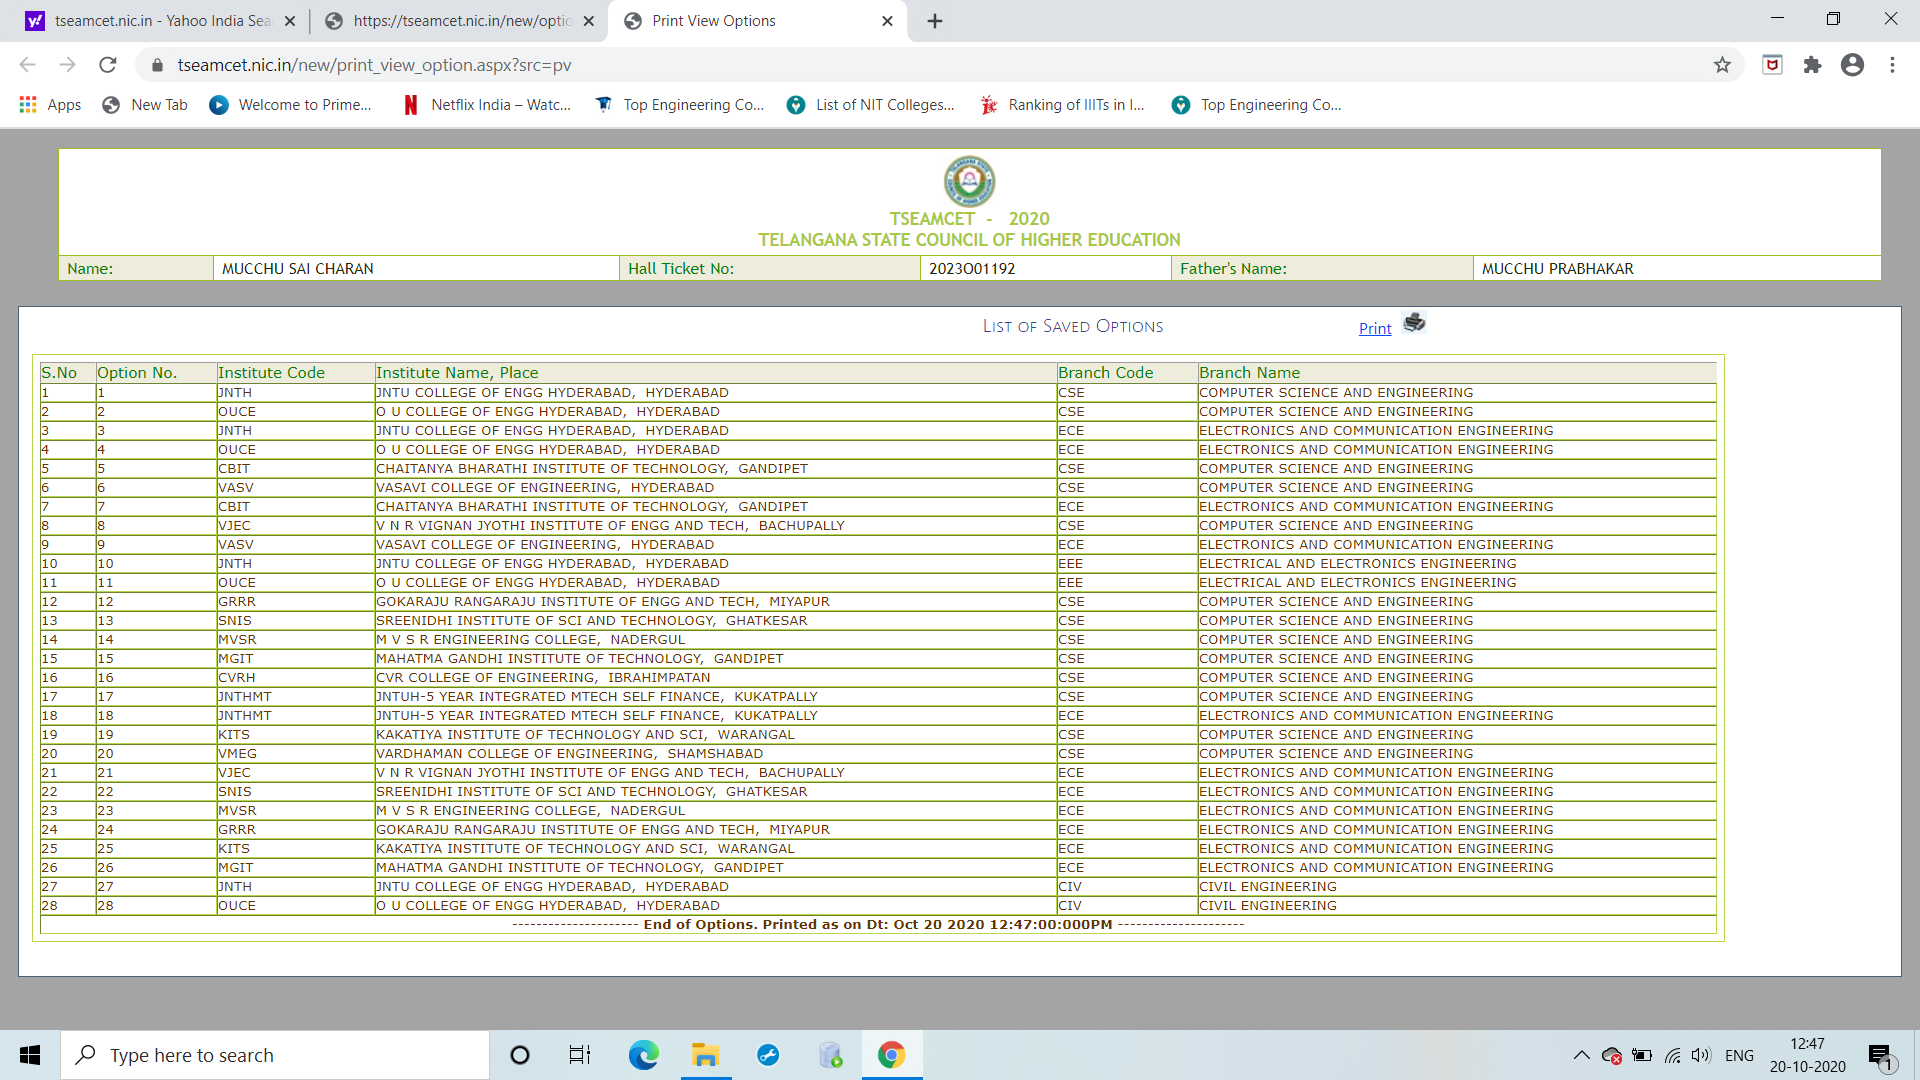 tseamcet.nic.in - Yahoo India Sea
https://tseamcet.nic.in/new/optio
Print View Options
tseamcet.nic.in/new/print_view_option.aspx?src=pv
Apps New Tab Welcome to Prime... Netflix India – Watc... Top Engineering Co... List of NIT Colleges... Ranking of IIITs in I... Top Engineering Co...
TSEAMCET - 2020
TELANGANA STATE COUNCIL OF HIGHER EDUCATION
Name: MUCCHU SAI CHARAN Hall Ticket No: 2023O01192 Father's Name: MUCCHU PRABHAKAR
List of Saved Options Print
S.No Option No. Institute Code Institute Name, Place Branch Code Branch Name
1 1 JNTH JNTU COLLEGE OF ENGG HYDERABAD, HYDERABAD CSE COMPUTER SCIENCE AND ENGINEERING
2 2 OUCE O U COLLEGE OF ENGG HYDERABAD, HYDERABAD CSE COMPUTER SCIENCE AND ENGINEERING
3 3 JNTH JNTU COLLEGE OF ENGG HYDERABAD, HYDERABAD ECE ELECTRONICS AND COMMUNICATION ENGINEERING
4 4 OUCE O U COLLEGE OF ENGG HYDERABAD, HYDERABAD ECE ELECTRONICS AND COMMUNICATION ENGINEERING
5 5 CBIT CHAITANYA BHARATHI INSTITUTE OF TECHNOLOGY, GANDIPET CSE COMPUTER SCIENCE AND ENGINEERING
6 6 VASV VASAVI COLLEGE OF ENGINEERING, HYDERABAD CSE COMPUTER SCIENCE AND ENGINEERING
7 7 CBIT CHAITANYA BHARATHI INSTITUTE OF TECHNOLOGY, GANDIPET ECE ELECTRONICS AND COMMUNICATION ENGINEERING
8 8 VJEC V N R VIGNAN JYOTHI INSTITUTE OF ENGG AND TECH, BACHUPALLY CSE COMPUTER SCIENCE AND ENGINEERING
9 9 VASV VASAVI COLLEGE OF ENGINEERING, HYDERABAD ECE ELECTRONICS AND COMMUNICATION ENGINEERING
10 10 JNTH JNTU COLLEGE OF ENGG HYDERABAD, HYDERABAD EEE ELECTRICAL AND ELECTRONICS ENGINEERING
11 11 OUCE O U COLLEGE OF ENGG HYDERABAD, HYDERABAD EEE ELECTRICAL AND ELECTRONICS ENGINEERING
12 12 GRRR GOKARAJU RANGARAJU INSTITUTE OF ENGG AND TECH, MIYAPUR CSE COMPUTER SCIENCE AND ENGINEERING
13 13 SNIS SREENIDHI INSTITUTE OF SCI AND TECHNOLOGY, GHATKESAR CSE COMPUTER SCIENCE AND ENGINEERING
14 14 MVSR M V S R ENGINEERING COLLEGE, NADERGUL CSE COMPUTER SCIENCE AND ENGINEERING
15 15 MGIT MAHATMA GANDHI INSTITUTE OF TECHNOLOGY, GANDIPET CSE COMPUTER SCIENCE AND ENGINEERING
16 16 CVRH CVR COLLEGE OF ENGINEERING, IBRAHIMPATAN CSE COMPUTER SCIENCE AND ENGINEERING
17 17 JNTHMT JNTUH-5 YEAR INTEGRATED MTECH SELF FINANCE, KUKATPALLY CSE COMPUTER SCIENCE AND ENGINEERING
18 18 JNTHMT JNTUH-5 YEAR INTEGRATED MTECH SELF FINANCE, KUKATPALLY ECE ELECTRONICS AND COMMUNICATION ENGINEERING
19 19 KITS KAKATIYA INSTITUTE OF TECHNOLOGY AND SCI, WARANGAL CSE COMPUTER SCIENCE AND ENGINEERING
20 20 VMEG VARDHAMAN COLLEGE OF ENGINEERING, SHAMSHABAD CSE COMPUTER SCIENCE AND ENGINEERING
21 21 VJEC V N R VIGNAN JYOTHI INSTITUTE OF ENGG AND TECH, BACHUPALLY ECE ELECTRONICS AND COMMUNICATION ENGINEERING
22 22 SNIS SREENIDHI INSTITUTE OF SCI AND TECHNOLOGY, GHATKESAR ECE ELECTRONICS AND COMMUNICATION ENGINEERING
23 23 MVSR M V S R ENGINEERING COLLEGE, NADERGUL ECE ELECTRONICS AND COMMUNICATION ENGINEERING
24 24 GRRR GOKARAJU RANGARAJU INSTITUTE OF ENGG AND TECH, MIYAPUR ECE ELECTRONICS AND COMMUNICATION ENGINEERING
25 25 KITS KAKATIYA INSTITUTE OF TECHNOLOGY AND SCI, WARANGAL ECE ELECTRONICS AND COMMUNICATION ENGINEERING
26 26 MGIT MAHATMA GANDHI INSTITUTE OF TECHNOLOGY, GANDIPET ECE ELECTRONICS AND COMMUNICATION ENGINEERING
27 27 JNTH JNTU COLLEGE OF ENGG HYDERABAD, HYDERABAD CIV CIVIL ENGINEERING
28 28 OUCE O U COLLEGE OF ENGG HYDERABAD, HYDERABAD CIV CIVIL ENGINEERING
--------------------- End of Options. Printed as on Dt: Oct 20 2020 12:47:00:000PM ---------------------
Type here to search
ENG
12:47
20-10-2020
1